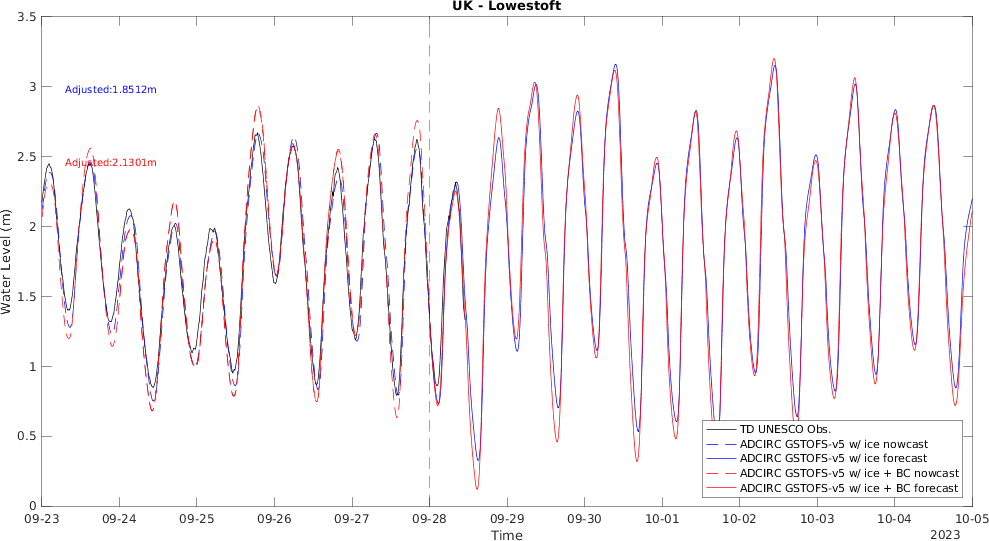 UK - Lowestoft
3.5
3
2.5
2
1.5
1
0.5
0
Water Level (m)
Adjusted:1.8512m
Adjusted:2.1301m
TD UNESCO Obs.
ADCIRC GSTOFS-v5 w/ ice nowcast
ADCIRC GSTOFS-v5 w/ ice forecast
ADCIRC GSTOFS-v5 w/ ice + BC nowcast
ADCIRC GSTOFS-v5 w/ ice + BC forecast
09-23 09-24 09-25 09-26 09-27 09-28 09-29 09-30 10-01 10-02 10-03 10-04 10-05
Time
2023